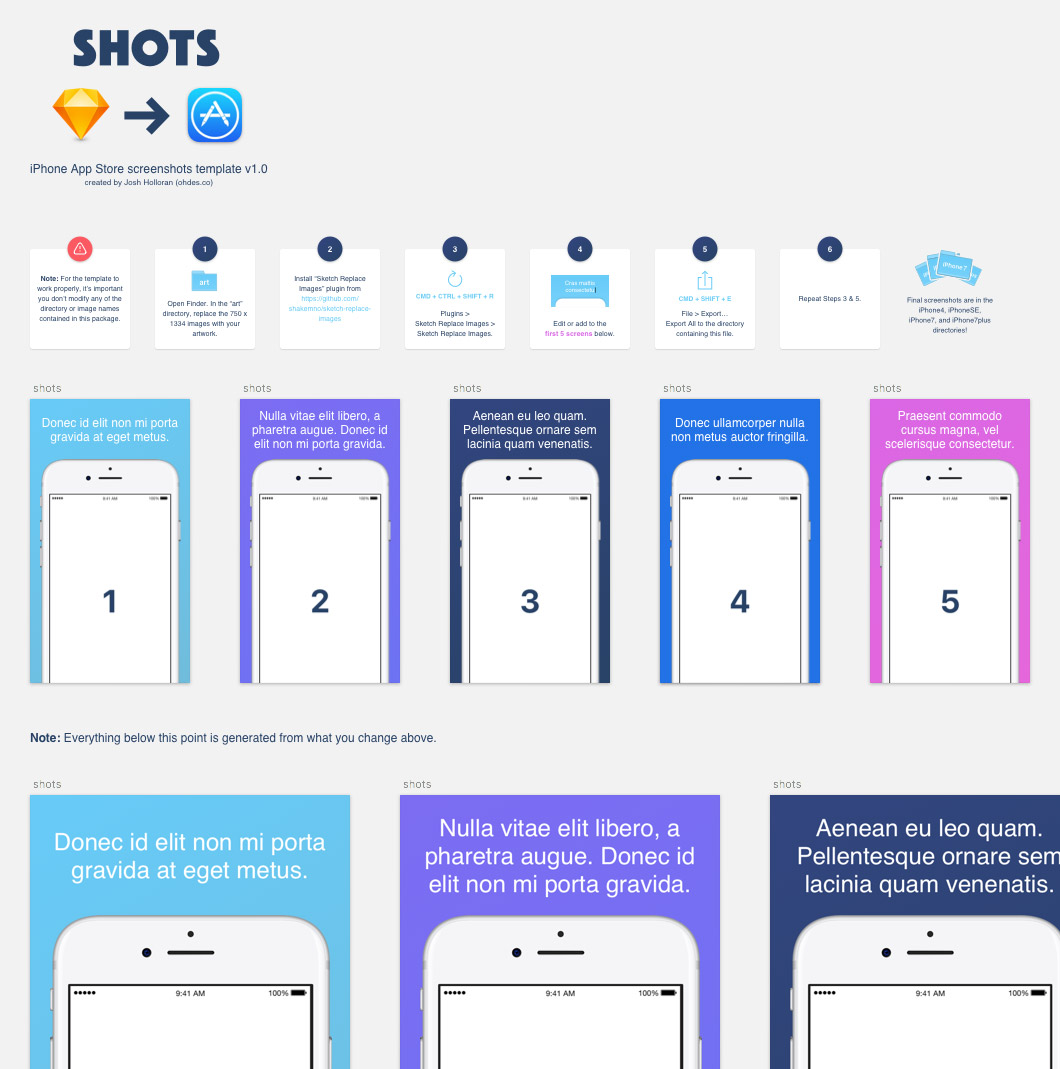 SHOTS
iPhone App Store screenshots template v1.0
created by Josh Holloran (ohdes.co)
Note: For the template to
work properly, it's important
you don't modify any of the
directory or image names
contained in this package.
1
art
Open Finder. In the "art"
directory, replace the 750 x
1334 images with your
artwork.
2
Install "Sketch Replace
Images" plugin from
https://github.com/
shakenno/sketch-replace-
images
3
CMD + CTRL + SHIFT + R
Plugins >
Sketch Replace Images >
Sketch Replace Images.
4
Cras mattis
consectetu
Edit or add to the
first 5 screens below.
5
CMD + SHIFT + E
File > Export...
Export All to the directory
containing this file.
6
Repeat Steps 3 & 5.
iPhone 7
Final screenshots are in the
iPhone4, iPhoneSE,
iPhone7, and iPhone7plus
directories!
shots
Donec id elit non mi porta
gravida at eget metus.
9:41 AM
100%
1
shots
Nulla vitae elit libero, a
pharetra augue. Donec id
elit non mi porta gravida.
9:41 AM
100%
2
shots
Aenean eu leo quam.
Pellentesque ornare sem
lacinia quam venenatis.
9:41 AM
100%
3
shots
Donec ullamcorper nulla
non metus auctor fringilla.
9:41 AM
100%
4
shots
Praesent commodo
cursus magna, vel
scelerisque consectetur.
9:41 AM
100%
5
Note: Everything below this point is generated from what you change above.
shots
Donec id elit non mi porta
gravida at eget metus.
9:41 AM
100%
shots
Nulla vitae elit libero, a
pharetra augue. Donec id
elit non mi porta gravida.
9:41 AM
100%
shots
Aenean eu leo quam.
Pellentesque ornare sem
lacinia quam venenatis.
9:41 AM
100%